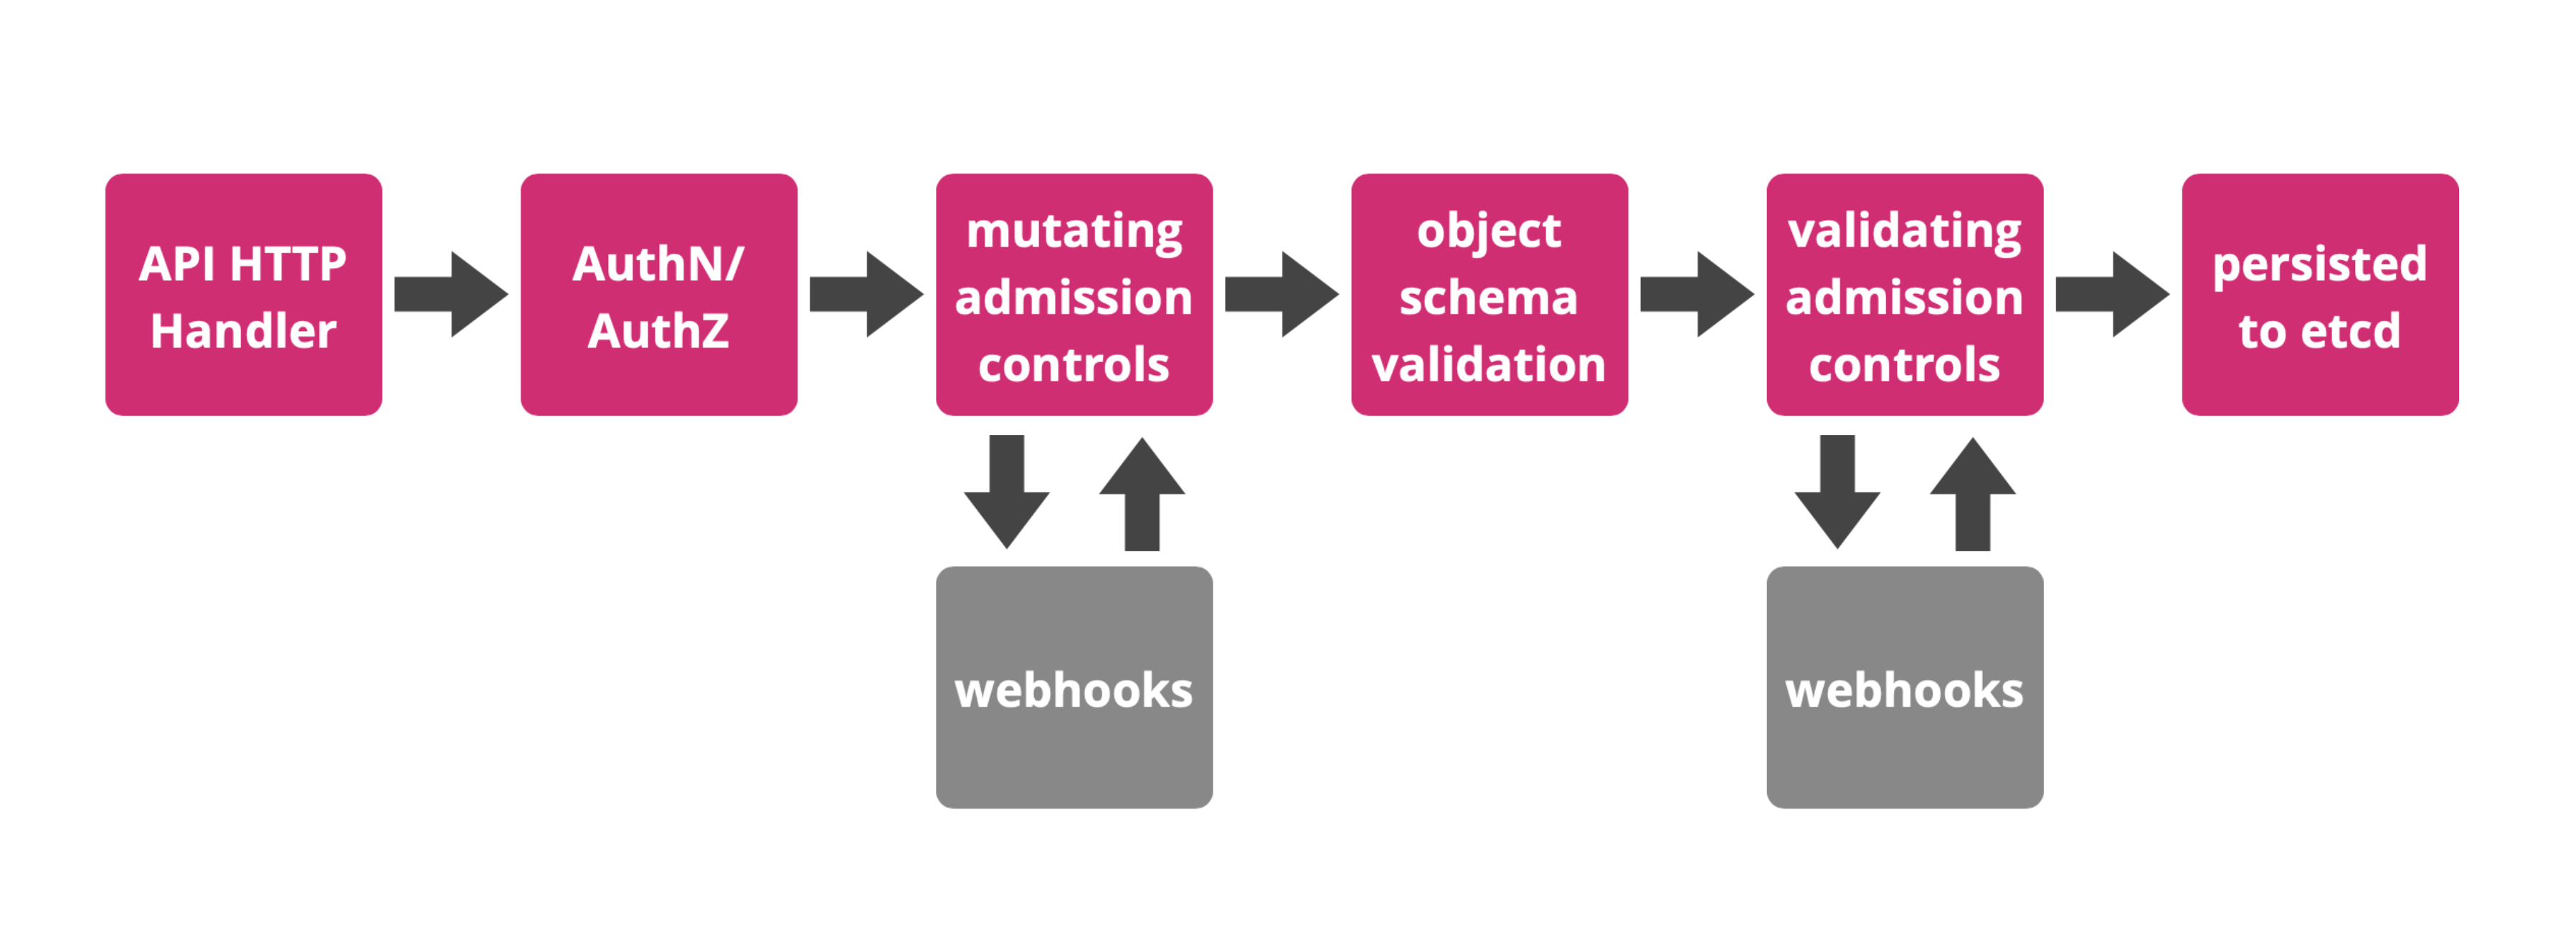 API HTTP
Handler
AuthN/
AuthZ
mutating
admission
controls
object
schema
validation
validating
admission
controls
persisted
to etcd
webhooks
webhooks